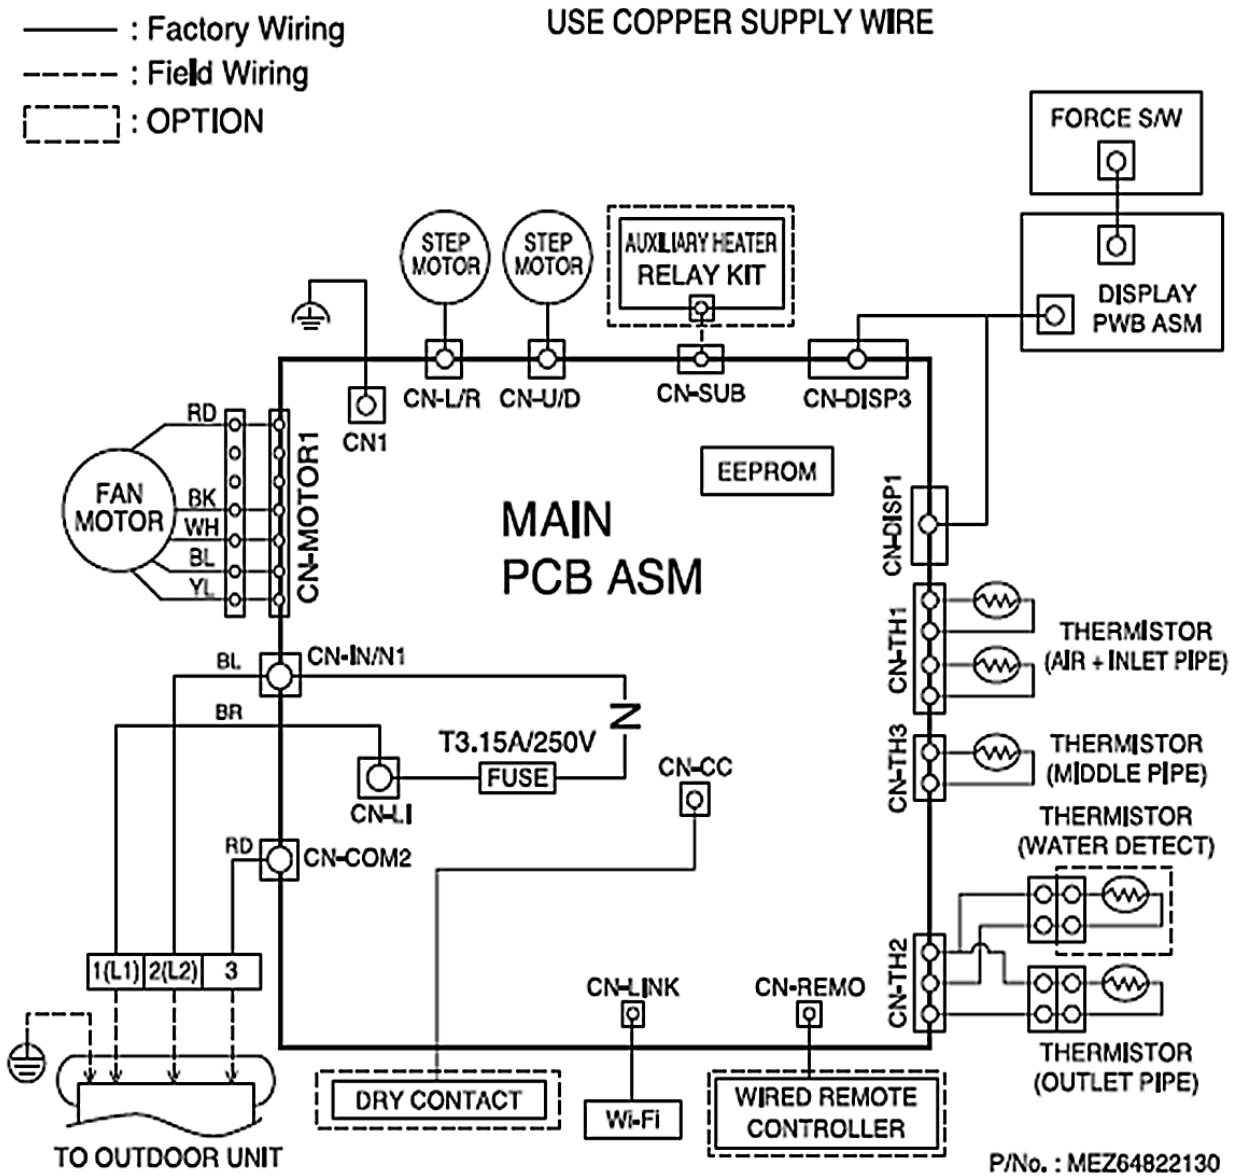 : Factory Wiring
: Field Wiring
: OPTION
USE COPPER SUPPLY WIRE
FORCE S/W
DISPLAY
PWB ASM
STEP
MOTOR
STEP
MOTOR
AUXILIARY HEATER
RELAY KIT
CN-L/R
CN-U/D
CN-SUB
CN-DISP3
CN1
RD
BK
WH
BL
YL
FAN
MOTOR
CN-MOTOR1
EEPROM
MAIN
PCB ASM
CN-DISP1
CN-TH1
THERMISTOR
(AIR + INLET PIPE)
BL
CN-IN/N1
BR
T3.15A/250V
FUSE
N
CN-LI
CN-CC
CN-TH3
THERMISTOR
(MIDDLE PIPE)
RD
CN-COM2
THERMISTOR
(WATER DETECT)
1(L1)
2(L2)
3
CN-LINK
CN-REMO
CN-TH2
THERMISTOR
(OUTLET PIPE)
DRY CONTACT
Wi-Fi
WIRED REMOTE
CONTROLLER
TO OUTDOOR UNIT
P/No. : MEZ64822130